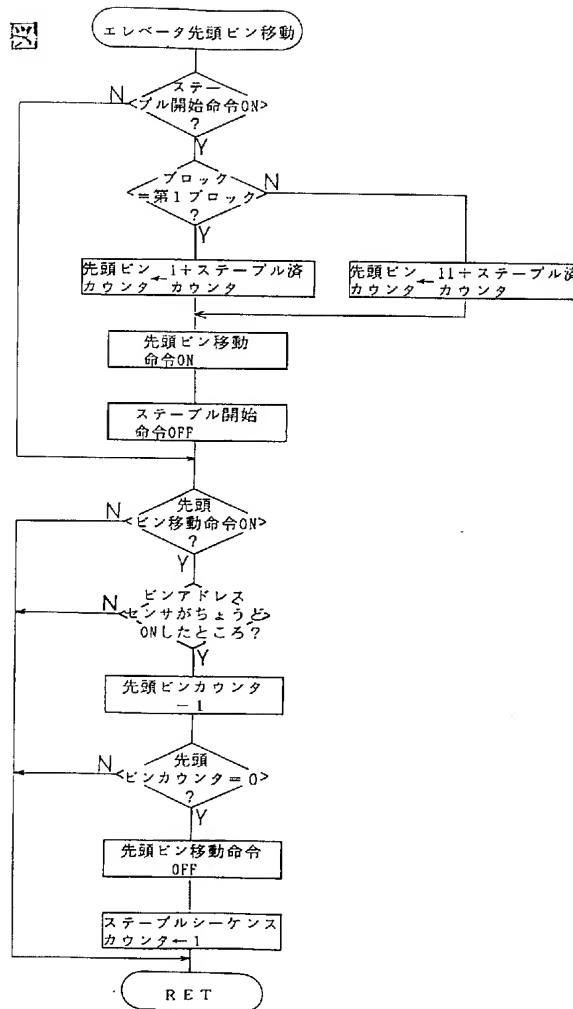 図
エレベータ先頭ビン移動
ステー
プル開始命令ON
?
N
Y
ブロック
=第1ブロック
?
N
Y
先頭ビン ← 1+ステープル済
カウンタ カウンタ
先頭ビン ← 11+ステープル済
カウンタ カウンタ
先頭ビン移動
命令ON
ステープル開始
命令OFF
先頭
ビン移動命令ON
?
N
Y
ビンアドレス
センサがちょうど
ONしたところ?
N
Y
先頭ビンカウンタ
-1
先頭
ビンカウンタ=0
?
N
Y
先頭ビン移動命令
OFF
ステープルシーケンス
カウンタ←1
RET